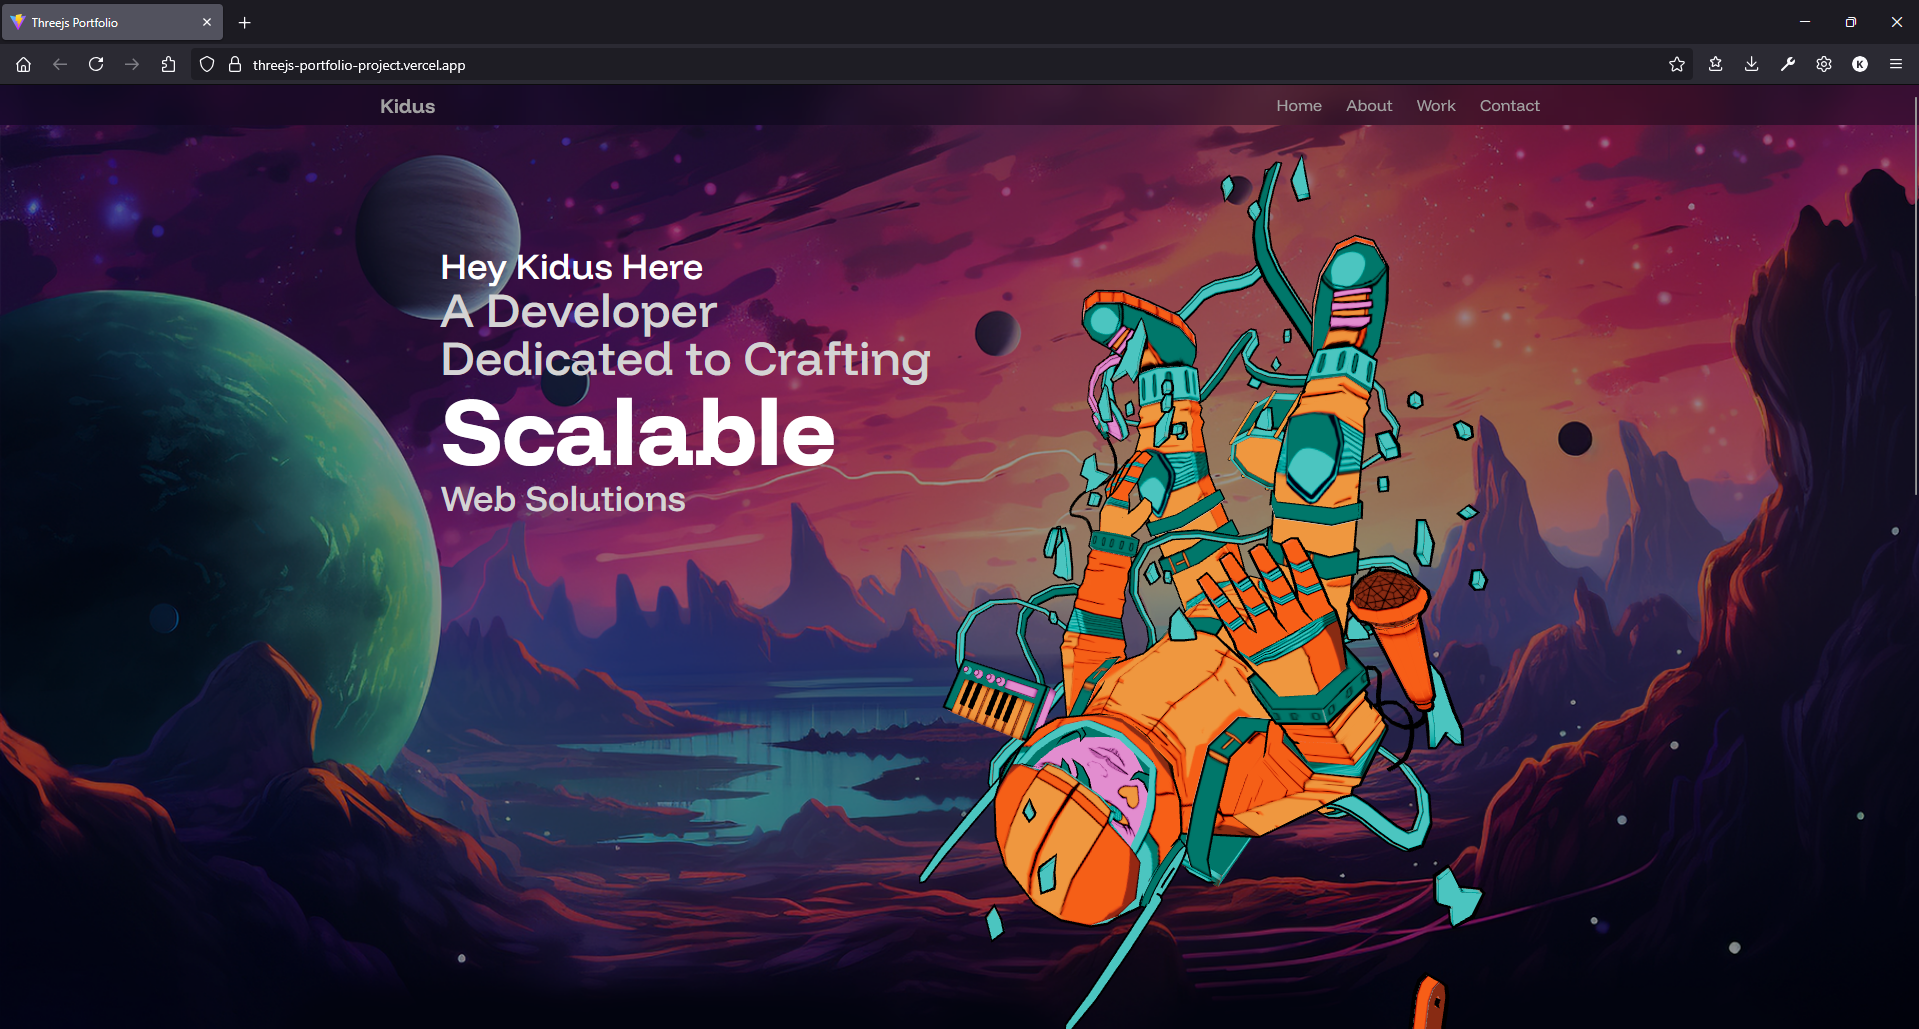 Threejs Portfolio
threejs-portfolio-project.vercel.app
K
Kidus
Home About Work Contact
Hey Kidus Here
A Developer
Dedicated to Crafting
Scalable
Web Solutions